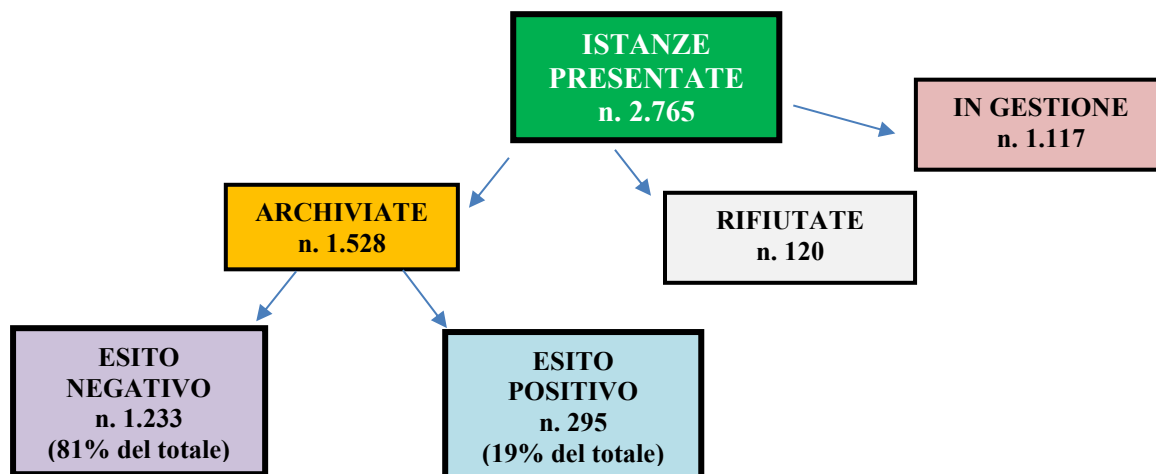 ISTANZE
PRESENTATE
n. 2.765
IN GESTIONE
n. 1.117
ARCHIVIATE
n. 1.528
RIFIUTATE
n. 120
ESITO
NEGATIVO
n. 1.233
(81% del totale)
ESITO
POSITIVO
n. 295
(19% del totale)